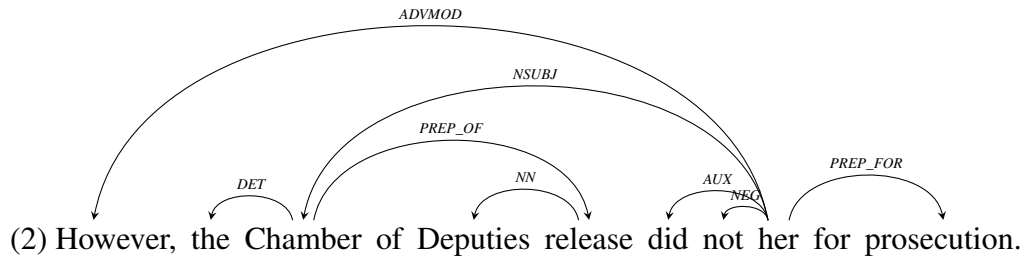 ADVMOD
NSUBJ
PREP_OF
DET NN AUX NEG PREP_FOR
(2) However, the Chamber of Deputies release did not her for prosecution.